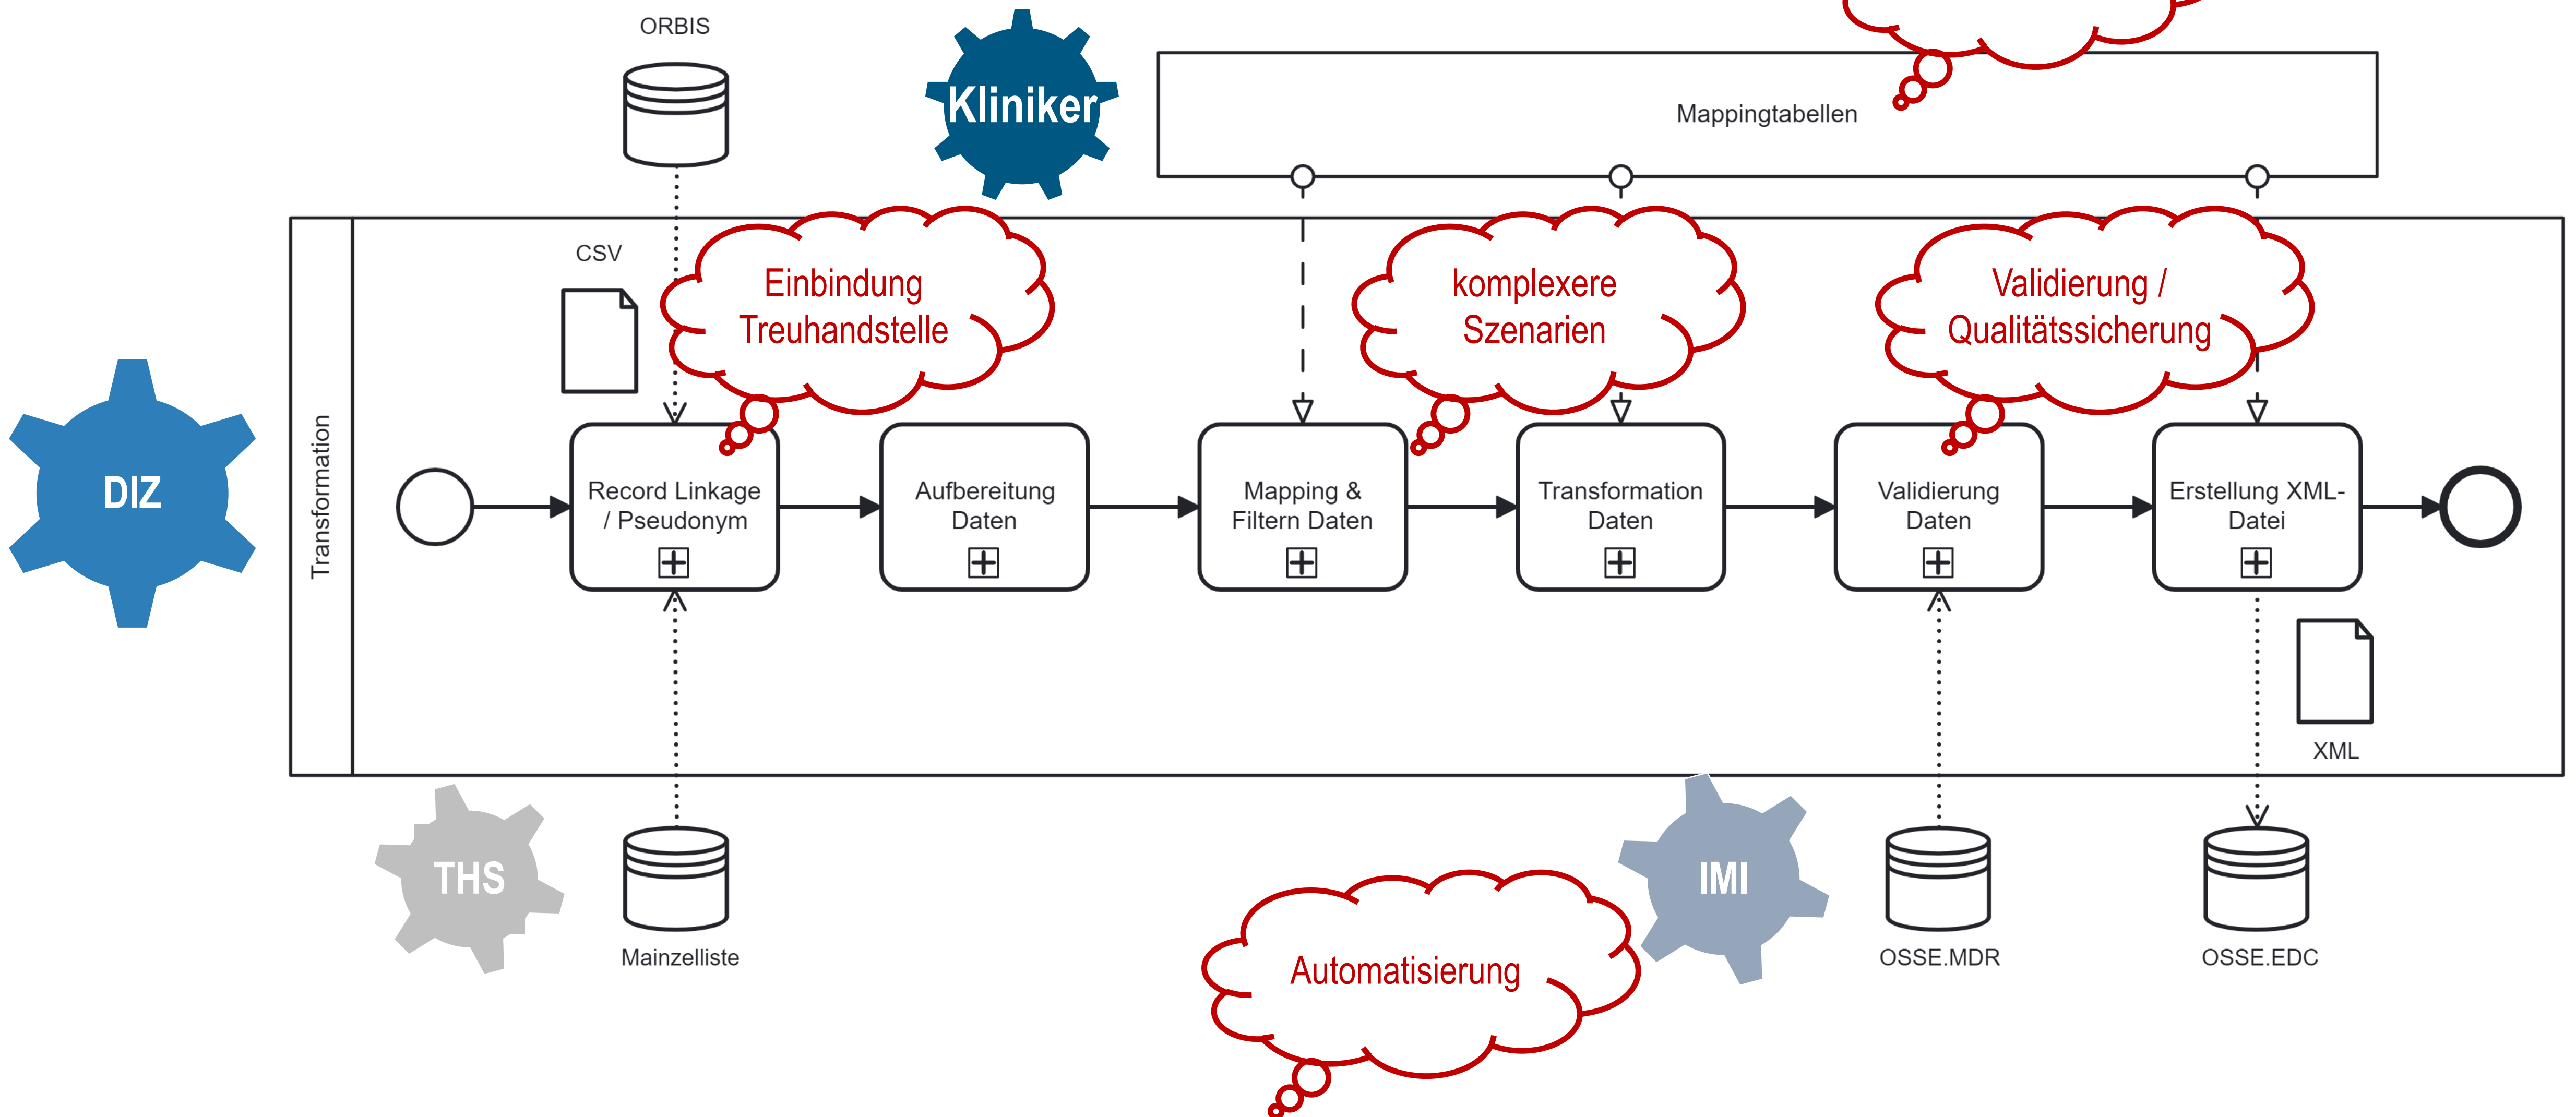 ORBIS
Kliniker
Mappingtabellen
CSV
Einbindung
Treuhandstelle
komplexere
Szenarien
Validierung /
Qualitätssicherung
DIZ
Transformation
Record Linkage
/ Pseudonym
Aufbereitung
Daten
Mapping &
Filtern Daten
Transformation
Daten
Validierung
Daten
Erstellung XML-
Datei
XML
THS
Mainzelliste
Automatisierung
IMI
OSSE.MDR
OSSE.EDC